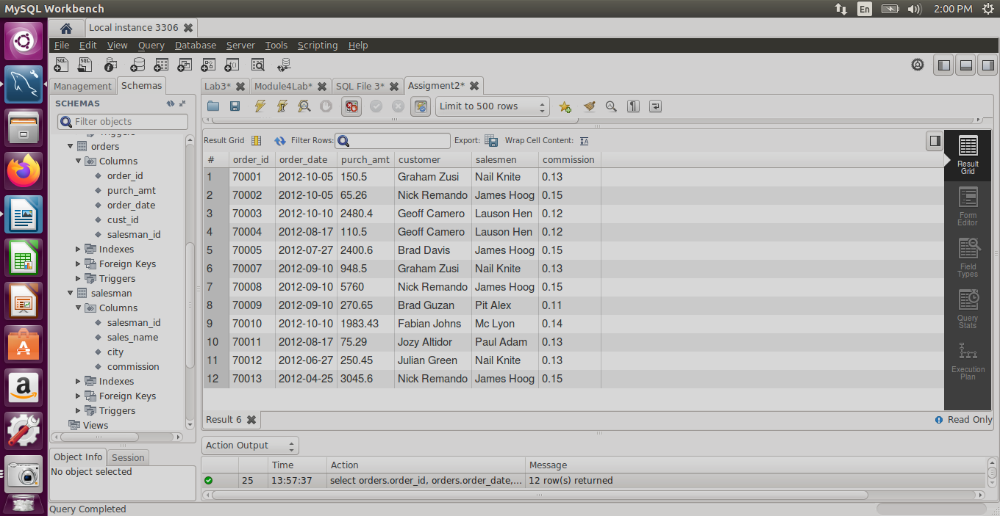 MySQL Workbench
En
2:00 PM
Local instance 3306
File Edit View Query Database Server Tools Scripting Help
Management Schemas
Lab3* Module4Lab* SQL File 3* Assigment2*
SCHEMAS
Filter objects
Limit to 500 rows
Triggers
orders
Columns
order_id
purch_amt
order_date
cust_id
salesman_id
Indexes
Foreign Keys
Triggers
salesman
Columns
salesman_id
sales_name
city
commission
Indexes
Foreign Keys
Triggers
Views
Object Info Session
No object selected
Result Grid Filter Rows: Export: Wrap Cell Content:
# order_id order_date purch_amt customer salesmen commission
1 70001 2012-10-05 150.5 Graham Zusi Nail Knite 0.13
2 70002 2012-10-05 65.26 Nick Remando James Hoog 0.15
3 70003 2012-10-10 2480.4 Geoff Camero Lauson Hen 0.12
4 70004 2012-08-17 110.5 Geoff Camero Lauson Hen 0.12
5 70005 2012-07-27 2400.6 Brad Davis James Hoog 0.15
6 70007 2012-09-10 948.5 Graham Zusi Nail Knite 0.13
7 70008 2012-09-10 5760 Nick Remando James Hoog 0.15
8 70009 2012-09-10 270.65 Brad Guzan Pit Alex 0.11
9 70010 2012-10-10 1983.43 Fabian Johns Mc Lyon 0.14
10 70011 2012-08-17 75.29 Jozy Altidor Paul Adam 0.13
11 70012 2012-06-27 250.45 Julian Green Nail Knite 0.13
12 70013 2012-04-25 3045.6 Nick Remando James Hoog 0.15
Result
Grid
Form
Editor
Field
Types
Query
Stats
Execution
Plan
Result 6
Read Only
Action Output
Time Action Message
25 13:57:37 select orders.order_id, orders.order_date,... 12 row(s) returned
Query Completed